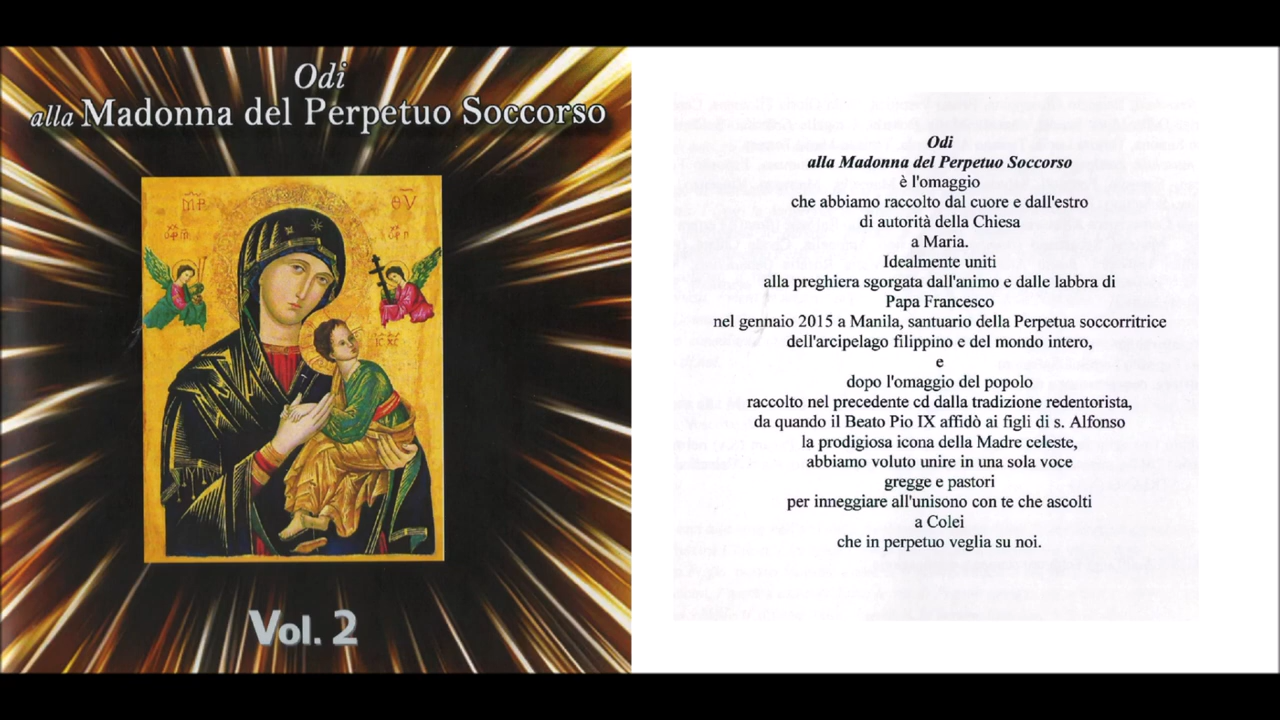 Odi
alla Madonna del Perpetuo Soccorso
Vol. 2
Odi
alla Madonna del Perpetuo Soccorso
è l'omaggio
che abbiamo raccolto dal cuore e dall'estro
di autorità della Chiesa
a Maria.
Idealmente uniti
alla preghiera sgorgata dall'animo e dalle labbra di
Papa Francesco
nel gennaio 2015 a Manila, santuario della Perpetua soccorritrice
dell'arcipelago filippino e del mondo intero,
e
dopo l'omaggio del popolo
raccolto nel precedente cd dalla tradizione redentorista,
da quando il Beato Pio IX affidò ai figli di s. Alfonso
la prodigiosa icona della Madre celeste,
abbiamo voluto unire in una sola voce
gregge e pastori
per inneggiare all'unisono con te che ascolti
a Colei
che in perpetuo veglia su noi.